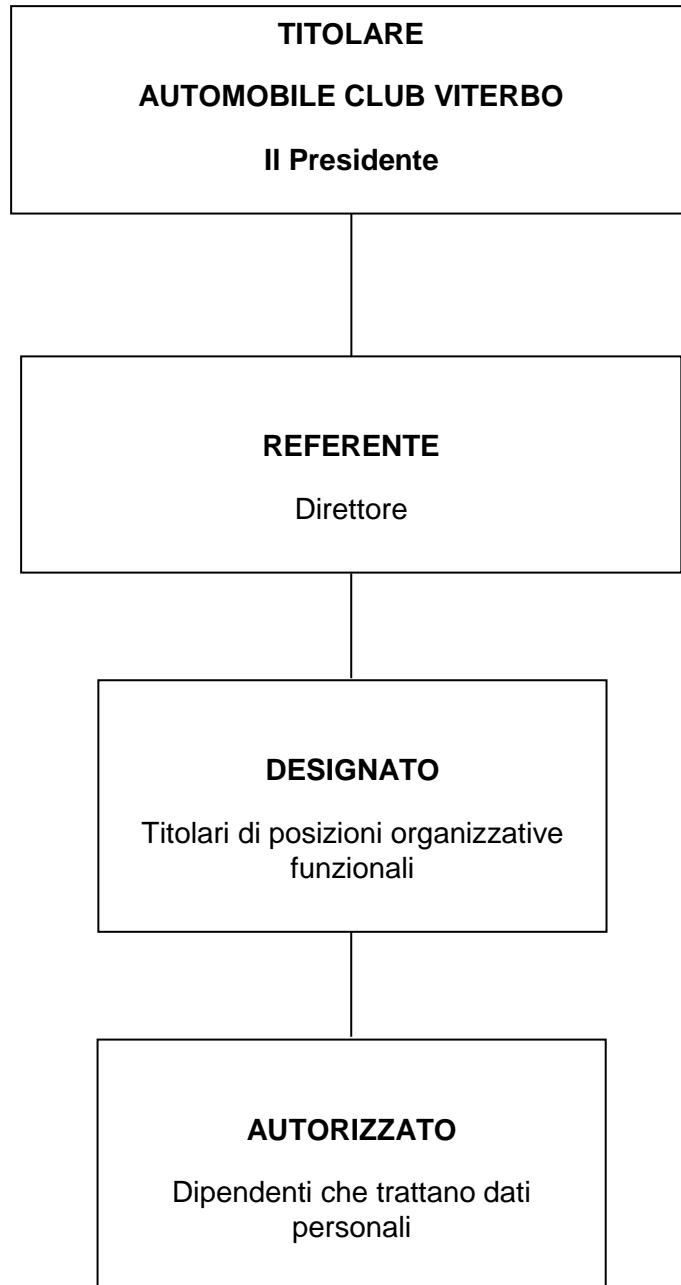 TITOLARE
AUTOMOBILE CLUB VITERBO
Il Presidente
REFERENTE
Direttore
DESIGNATO
Titolari di posizioni organizzative
funzionali
AUTORIZZATO
Dipendenti che trattano dati
personali